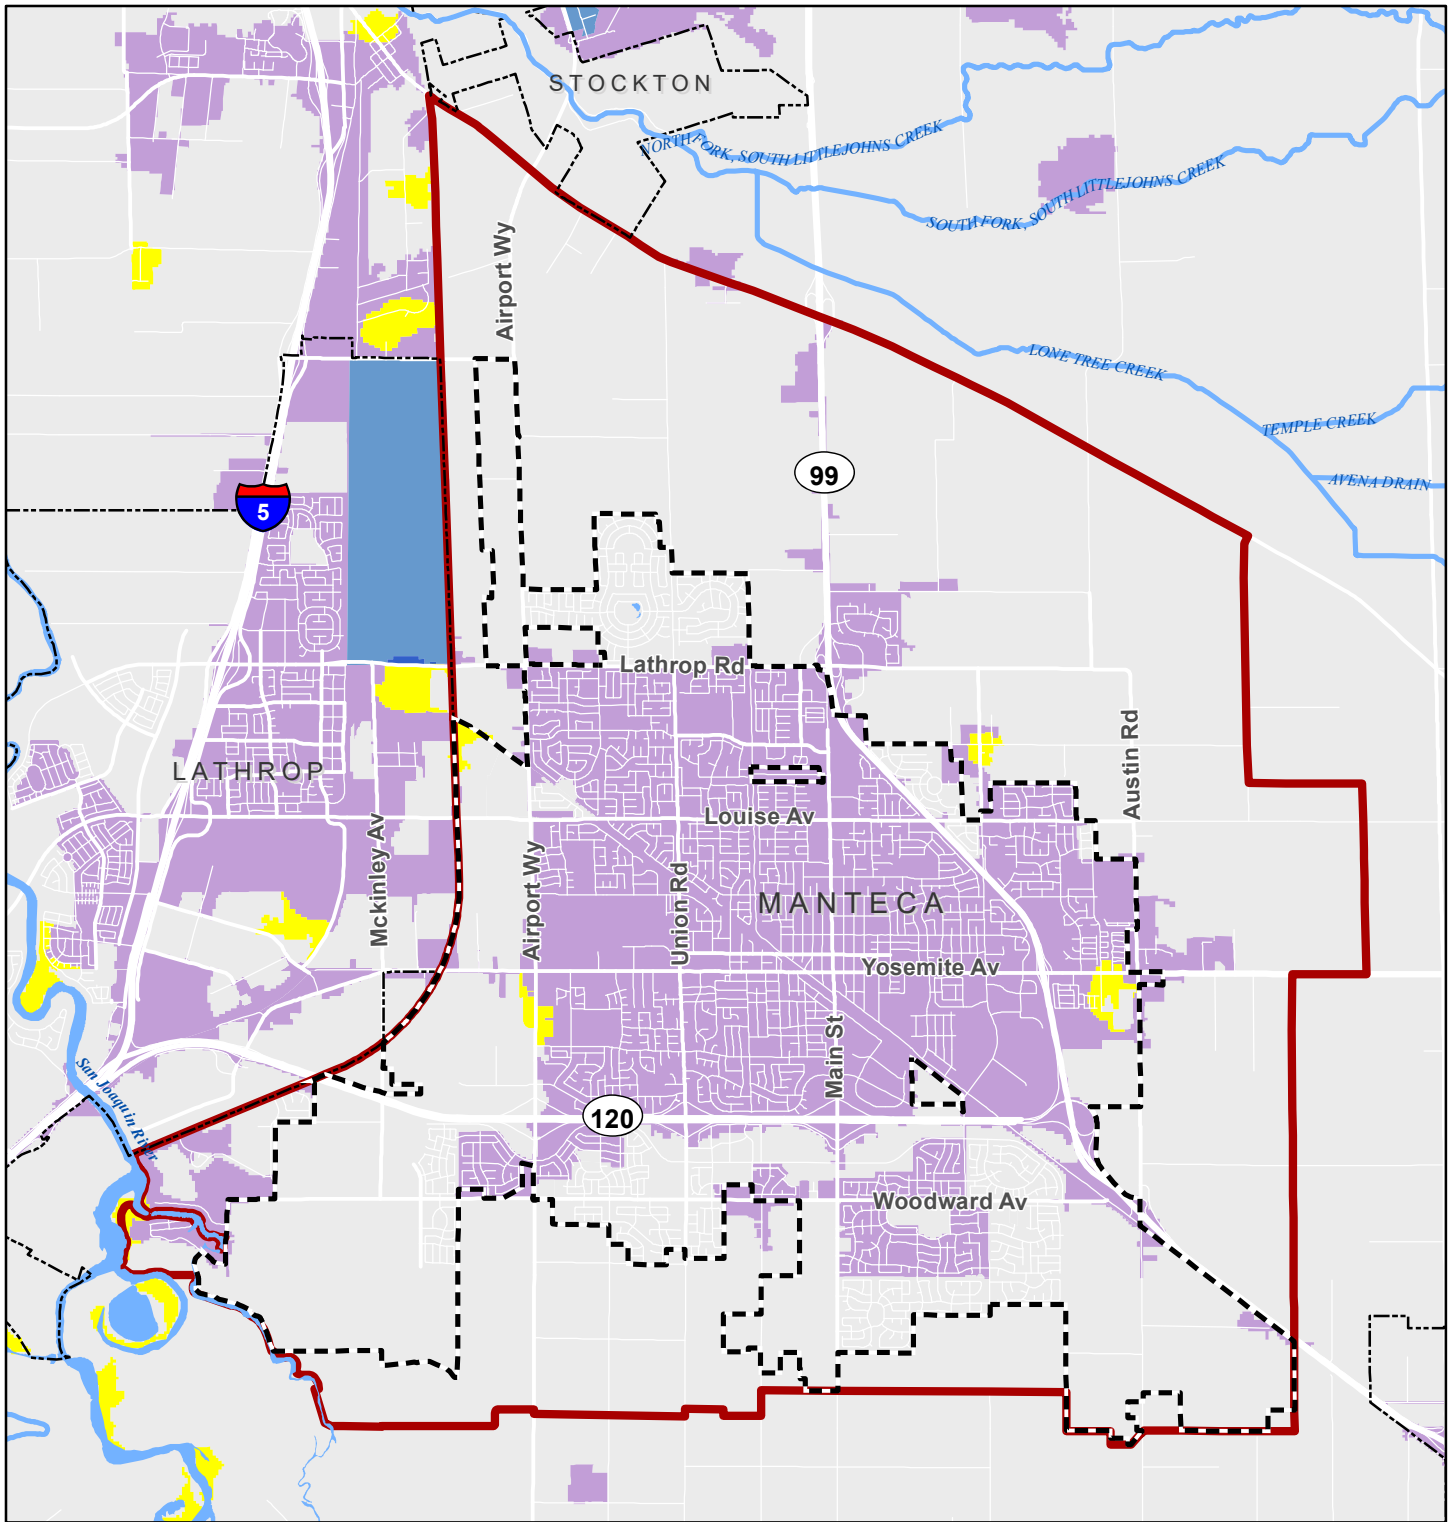 STOCKTON
NORTH FORK, SOUTH LITTLEJOHNS CREEK
SOUTH FORK, SOUTH LITTLEJOHNS CREEK
Airport Wy
LONE TREE CREEK
TEMPLE CREEK
AVENA DRAIN
99
5
Lathrop Rd
LATHROP
Austin Rd
Louise Av
Mckinley Av
Airport Wy
Union Rd
MANTECA
Yosemite Av
Main St
San Joaquin River
120
Woodward Av